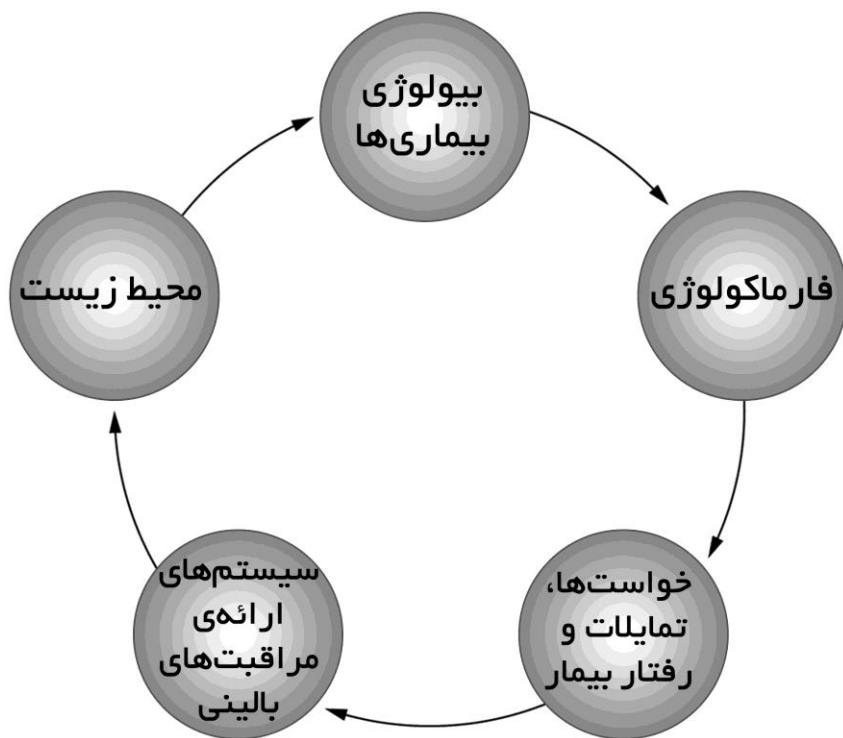 بیولوژی
بیماری‌ها
فارماکولوژی
خواست‌ها،
تمایلات و
رفتار بیمار
سیستم‌های
ارائه‌ی
مراقبت‌های
بالینی
محیط زیست